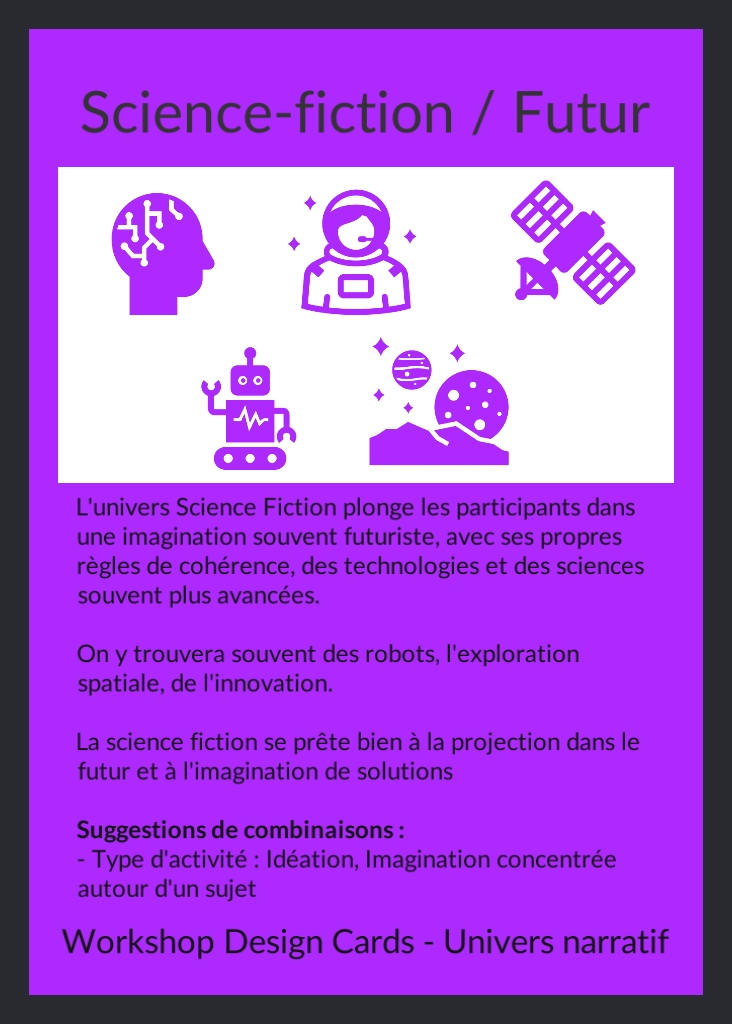 Science-fiction / Futur
L'univers Science Fiction plonge les participants dans
une imagination souvent futuriste, avec ses propres
règles de cohérence, des technologies et des sciences
souvent plus avancées.
On y trouvera souvent des robots, l'exploration
spatiale, de l'innovation.
La science fiction se prête bien à la projection dans le
futur et à l'imagination de solutions
Suggestions de combinaisons :
- Type d'activité : Idéation, Imagination concentrée
autour d'un sujet
Workshop Design Cards - Univers narratif